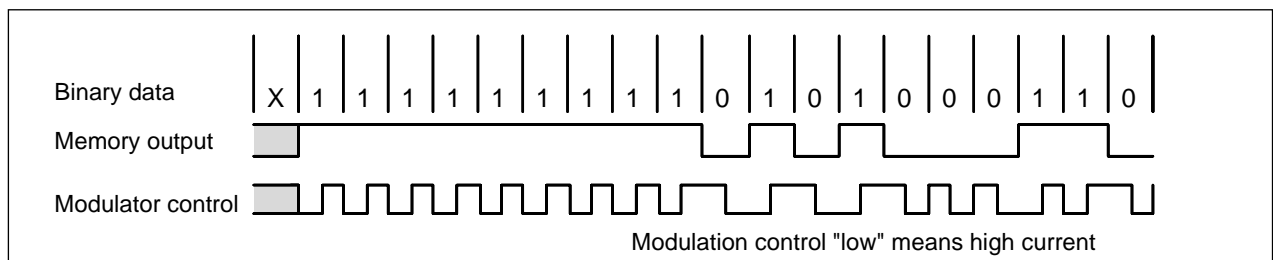 Binary data X 1 1 1 1 1 1 1 1 1 0 1 0 1 0 0 0 1 1 0
Memory output
Modulator control
Modulation control "low" means high current